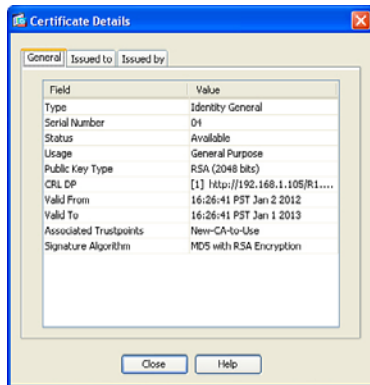 Certificate Details
General Issued to Issued by
Field Value
Type Identity General
Serial Number 04
Status Available
Usage General Purpose
Public Key Type RSA (2048 bits)
CRL DP [1] http://192.168.1.105/R1....
Valid From 16:26:41 PST Jan 2 2012
Valid To 16:26:41 PST Jan 1 2013
Associated Trustpoints New-CA-to-Use
Signature Algorithm MD5 with RSA Encryption
Close Help